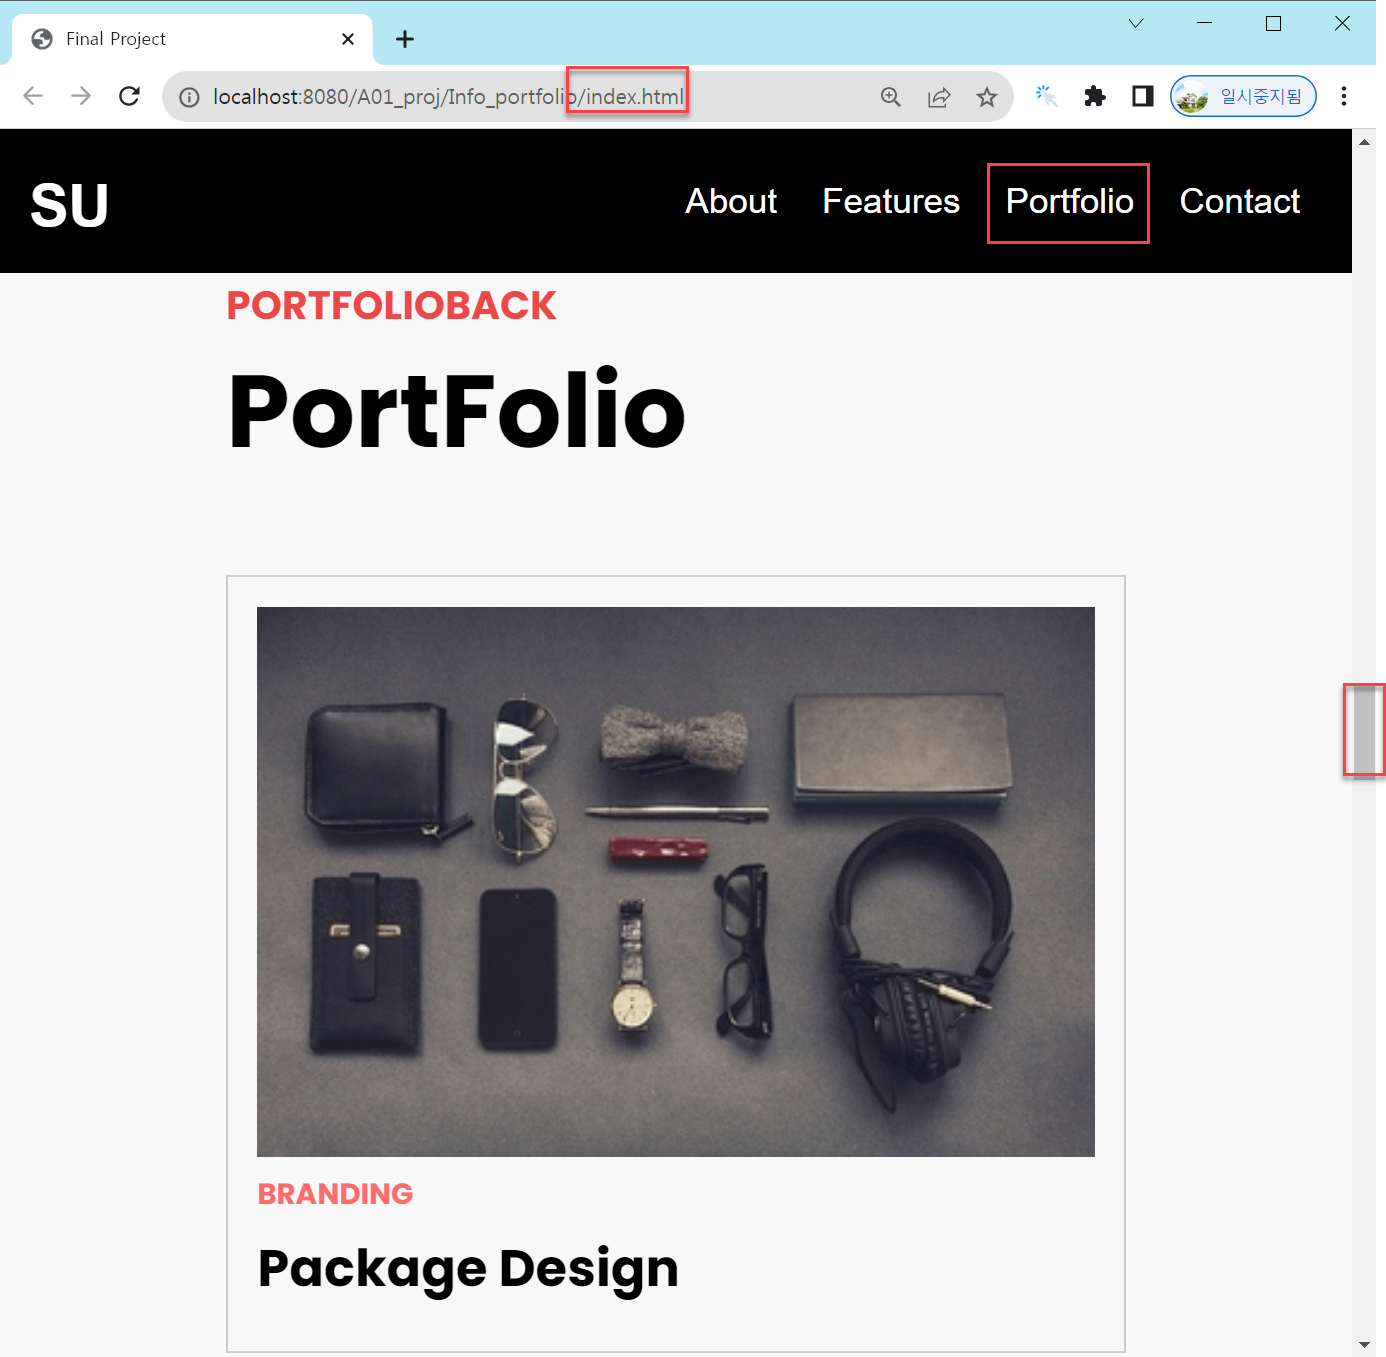 Final Project
localhost:8080/A01_proj/Info_portfolio/index.html
일시중지됨
SU
About Features Portfolio Contact
PORTFOLIOBACK
PortFolio
BRANDING
Package Design